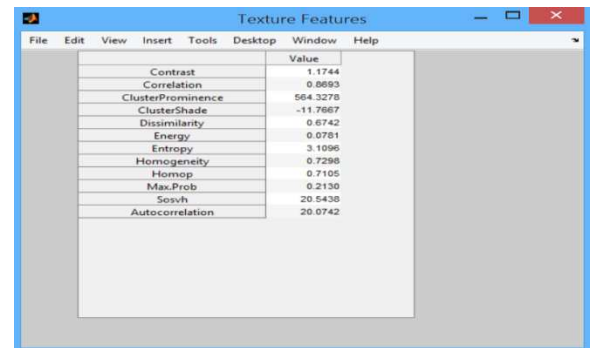 Texture Features
File Edit View Insert Tools Desktop Window Help
Value
Contrast 1.1744
Correlation 0.8693
ClusterProminence 564.3278
ClusterShade -11.7667
Dissimilarity 0.6742
Energy 0.0781
Entropy 3.1096
Homogeneity 0.7298
Homop 0.7105
Max.Prob 0.2130
Sosvh 20.5438
Autocorrelation 20.0742